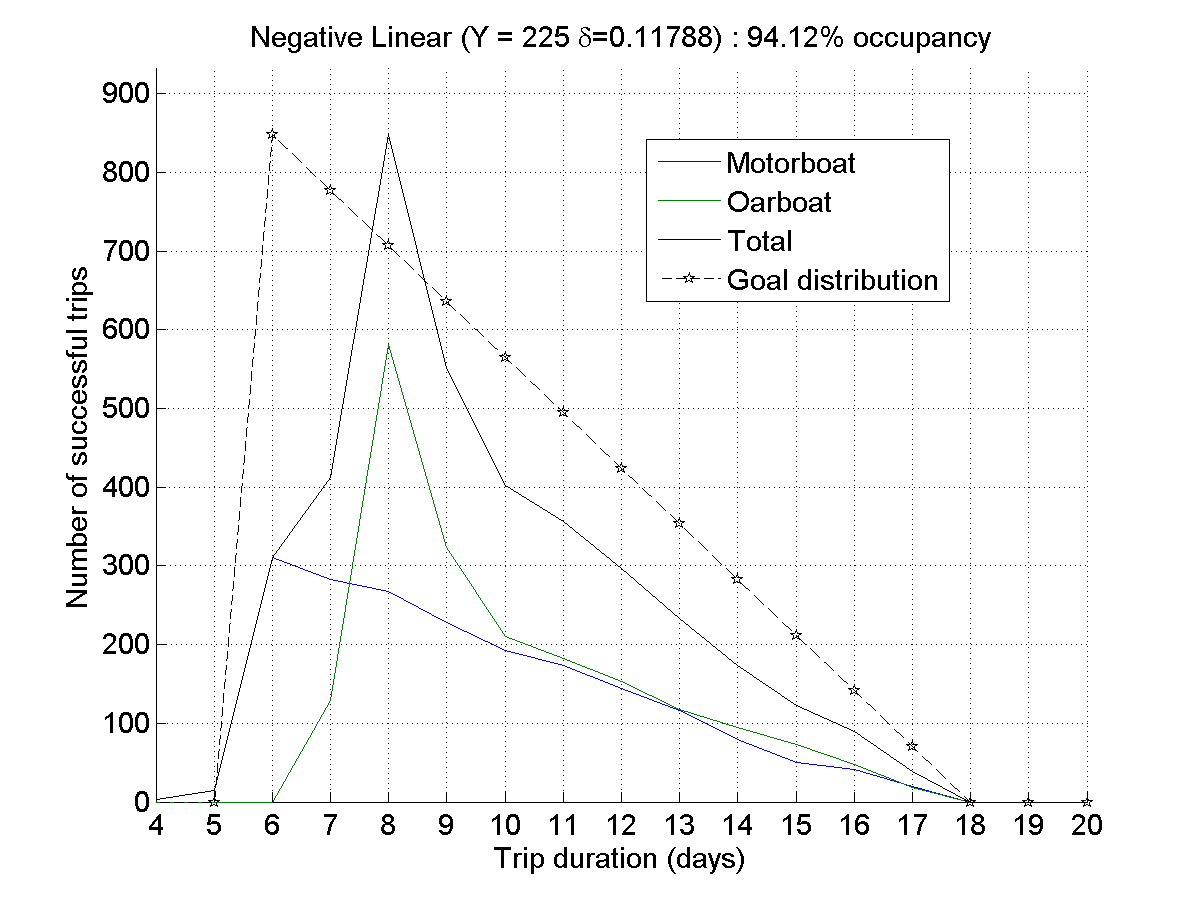 Negative Linear (Y = 225 δ=0.11788) : 94.12% occupancy
900
800
700
600
500
400
300
200
100
0
Number of successful trips
Motorboat
Oarboat
Total
Goal distribution
4 5 6 7 8 9 10 11 12 13 14 15 16 17 18 19 20
Trip duration (days)